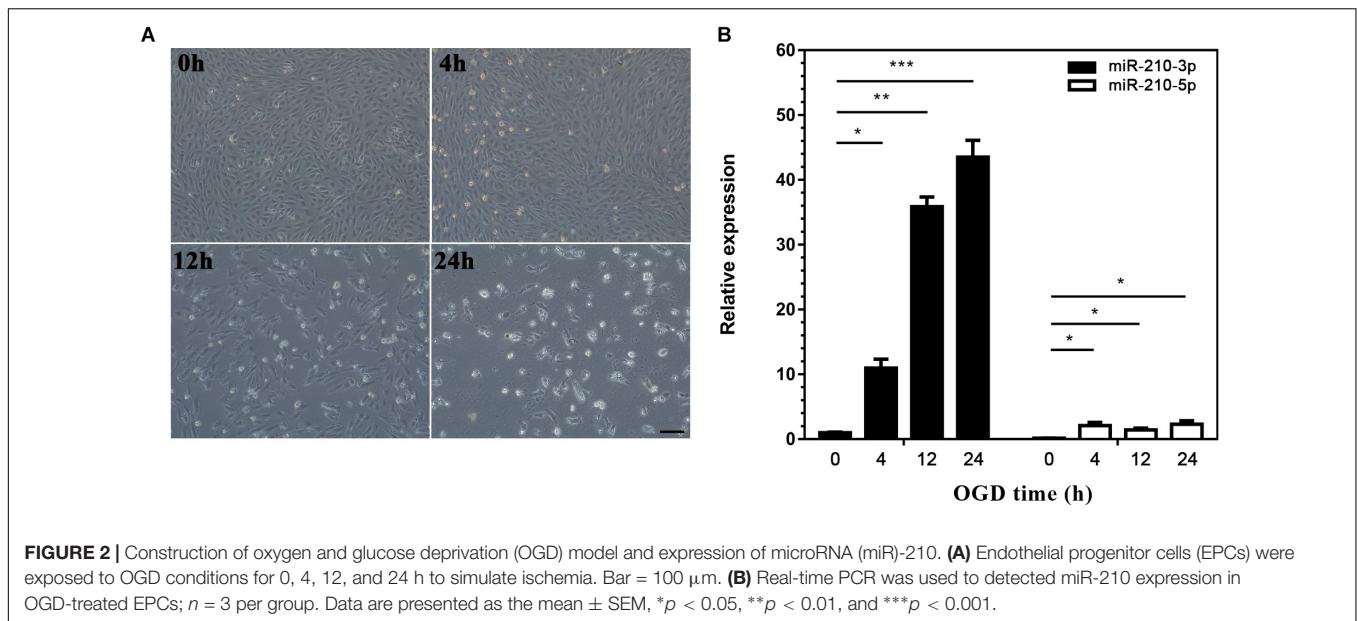 A
0h
4h
12h
24h
B
60
50
40
30
20
10
0
Relative expression
miR-210-3p
miR-210-5p
***
**
*
*
*
*
0 4 12 24 0 4 12 24
OGD time (h)
FIGURE 2 | Construction of oxygen and glucose deprivation (OGD) model and expression of microRNA (miR)-210. (A) Endothelial progenitor cells (EPCs) were
exposed to OGD conditions for 0, 4, 12, and 24 h to simulate ischemia. Bar = 100 μm. (B) Real-time PCR was used to detected miR-210 expression in
OGD-treated EPCs; n = 3 per group. Data are presented as the mean ± SEM, *p < 0.05, **p < 0.01, and ***p < 0.001.